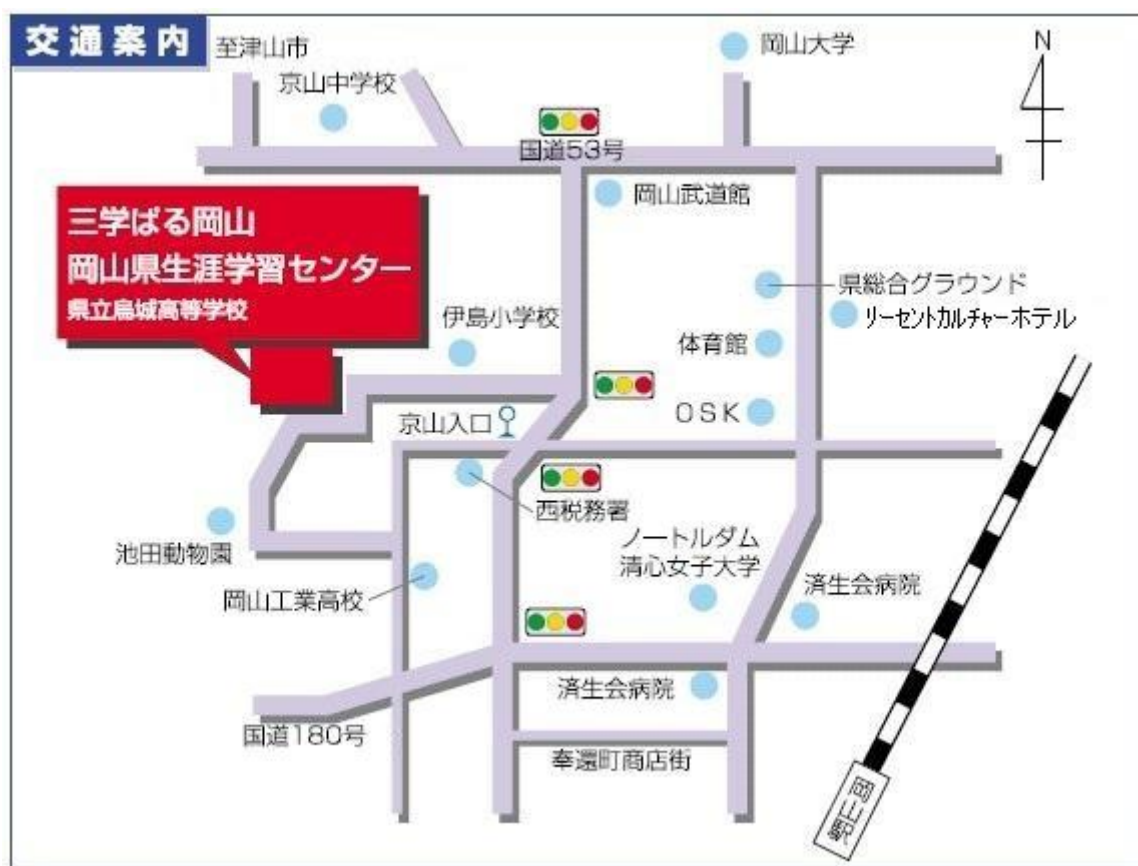 交通案内
至津山市
岡山大学
N
京山中学校
国道53号
岡山武道館
三学ぱる岡山
岡山県生涯学習センター
県立烏城高等学校
県総合グラウンド
リーセントカルチャーホテル
伊島小学校
体育館
京山入口
OSK
西税務署
池田動物園
ノートルダム
清心女子大学
岡山工業高校
済生会病院
済生会病院
国道180号
奉還町商店街
岡山駅